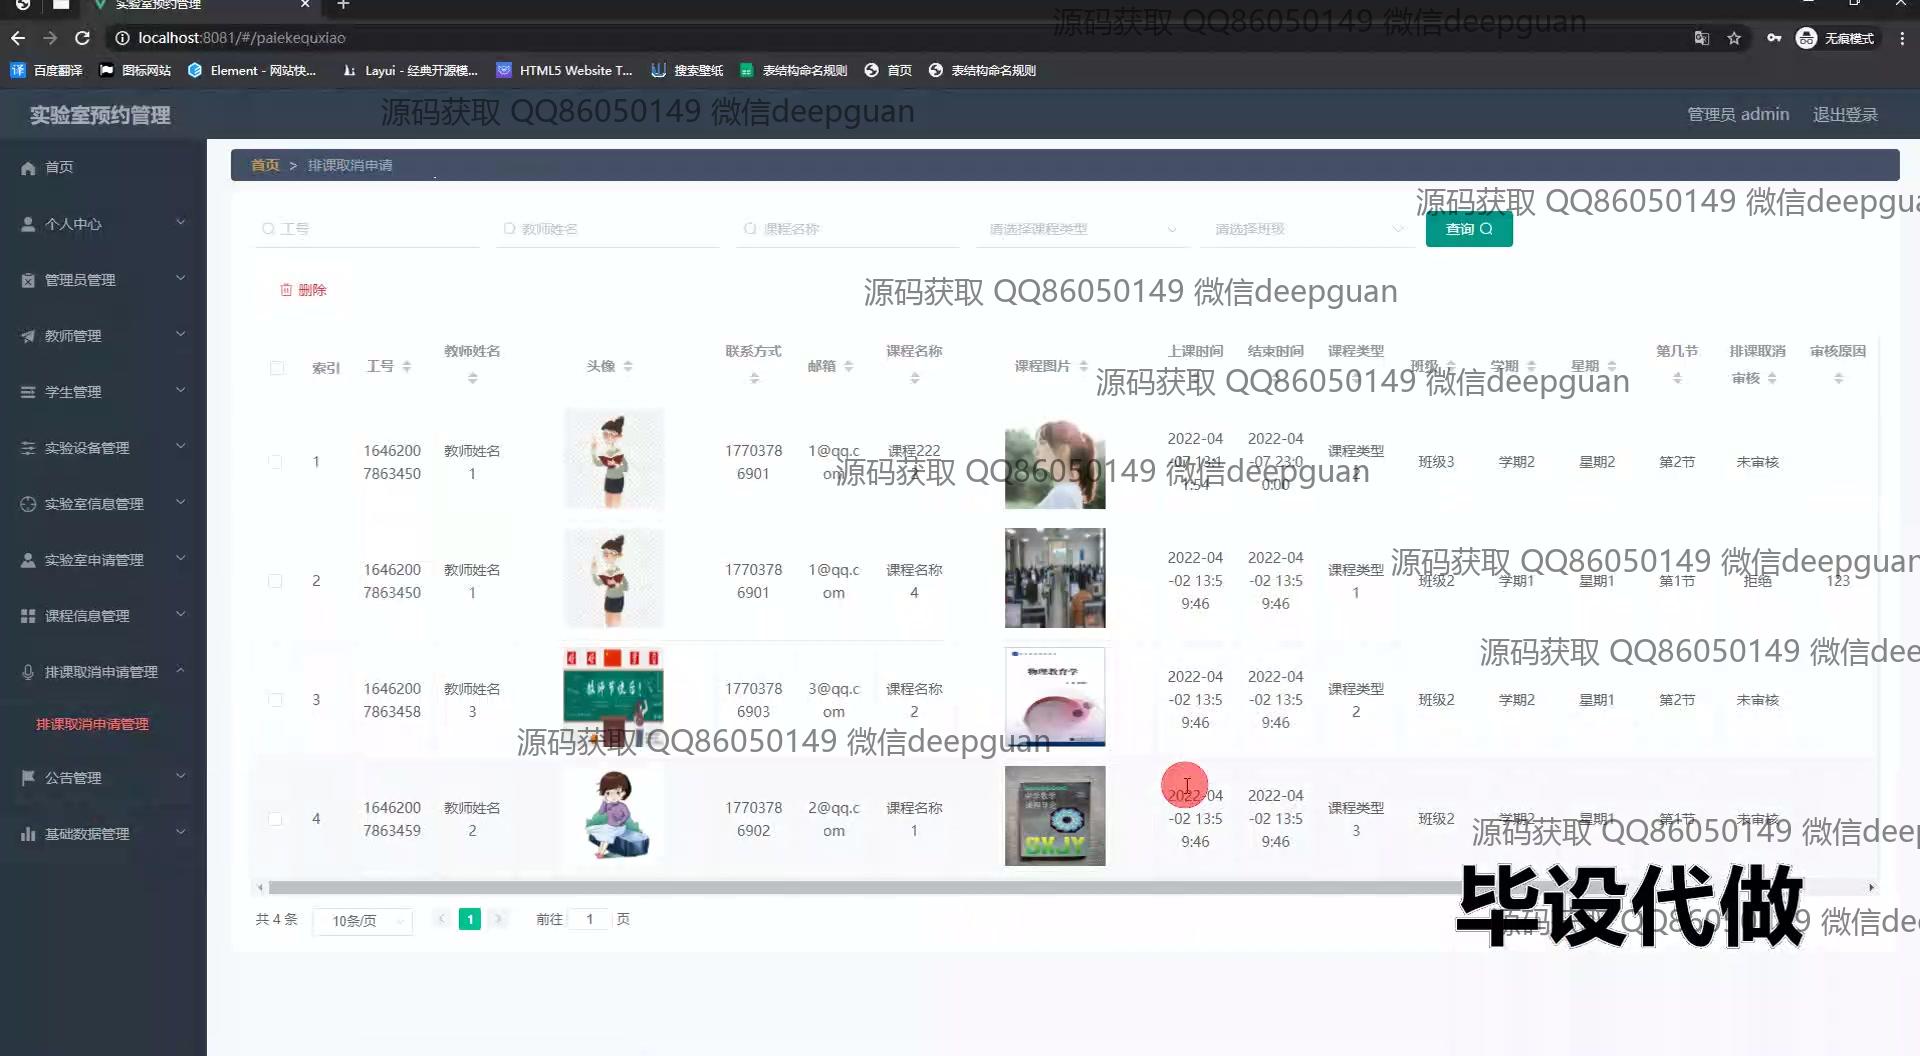 实验室预约管理
源码获取 QQ86050149 微信deepguan
localhost:8081/#/paiekequxiao
无痕模式
百度翻译 图标网站 Element - 网站快... Layui - 经典开源模... HTML5 Website T... 搜索壁纸 表结构命名规则 首页 表结构命名规则
实验室预约管理
源码获取 QQ86050149 微信deepguan
管理员 admin 退出登录
首页
个人中心
管理员管理
教师管理
学生管理
实验设备管理
实验室信息管理
实验室申请管理
课程信息管理
排课取消申请管理
排课取消申请管理
公告管理
基础数据管理
首页 > 排课取消申请
源码获取 QQ86050149 微信deepgua
工号 教师姓名 课程名称 请选择课程类型 请选择班级 查询
删除
源码获取 QQ86050149 微信deepguan
索引 工号 教师姓名 头像 联系方式 邮箱 课程名称 课程图片 上课时间 结束时间 课程类型 班级 学期 星期 第几节 排课取消审核 审核原因
源码获取 QQ86050149 微信deepguan
1 16462007863450 教师姓名1 17703786901 1@qq.com 课程2222 2022-04-07 13:11:54 2022-04-07 23:00:00 课程类型2 班级3 学期2 星期2 第2节 未审核
源码获取 QQ86050149 微信deepguan
2 16462007863450 教师姓名1 17703786901 1@qq.com 课程名称4 2022-04-02 13:59:46 2022-04-02 13:59:46 课程类型1 班级2 学期1 星期1 第1节 拒绝 123
源码获取 QQ86050149 微信deepguan
源码获取 QQ86050149 微信dee
3 16462007863458 教师姓名3 教师节快乐! 17703786903 3@qq.com 课程名称2 物理教育学 2022-04-02 13:59:46 2022-04-02 13:59:46 课程类型2 班级2 学期2 星期1 第2节 未审核
源码获取 QQ86050149 微信deepguan
4 16462007863459 教师姓名2 17703786902 2@qq.com 课程名称1 SKJY 2022-04-02 13:59:46 2022-04-02 13:59:46 课程类型3 班级2 学期2 星期1 第1节 未审核
源码获取 QQ86050149 微信deep
毕设代做
源码获取 QQ86050149 微信dee
共 4 条 10条/页 1 前往 1 页